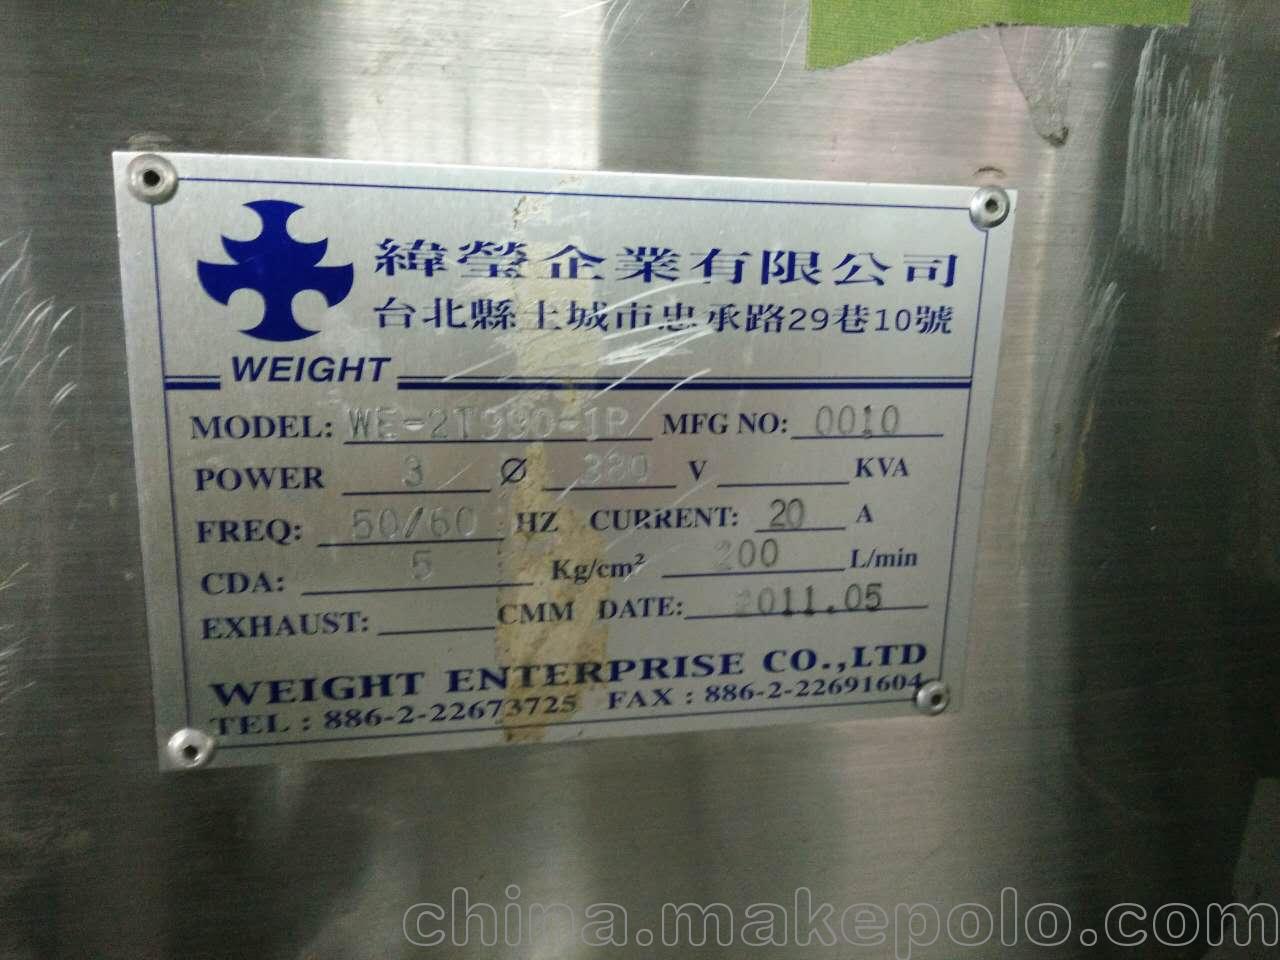 緯瑩企業有限公司
台北縣土城市忠承路29巷10號
WEIGHT
MODEL: WE-2T990-1P MFG NO: 0010
POWER 3 Ø 380 V KVA
FREQ: 50/60 HZ CURRENT: 20 A
CDA: 5 Kg/cm² 200 L/min
EXHAUST: CMM DATE: 2011.05
WEIGHT ENTERPRISE CO.,LTD
TEL : 886-2-22673725 FAX : 886-2-22691604
china.makepolo.com